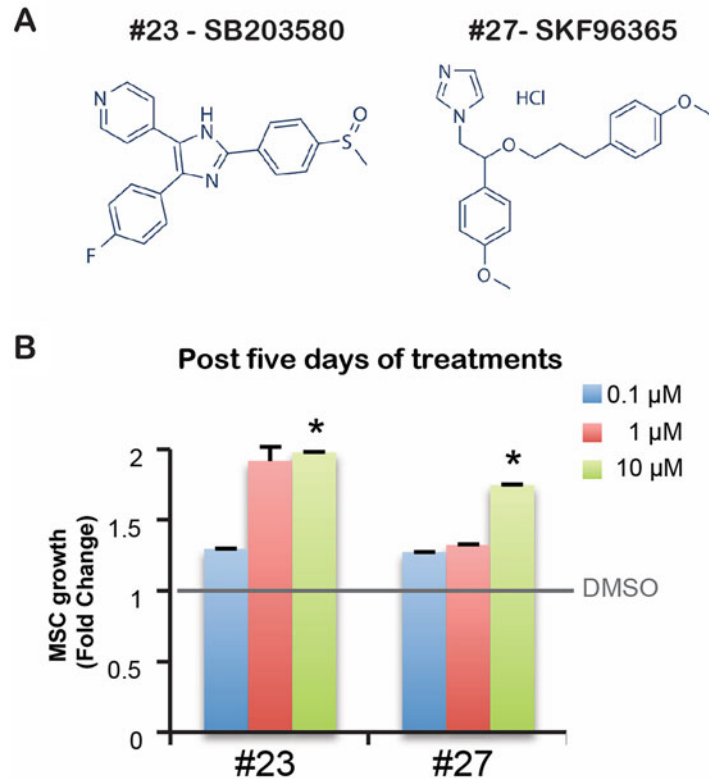 A
#23 - SB203580
#27- SKF96365
N
H
N
N
S
O
F
N
N
HCl
O
O
O
B
Post five days of treatments
0.1 µM
1 µM
10 µM
MSC growth
(Fold Change)
2
1.5
1
0.5
0
*
*
DMSO
#23
#27